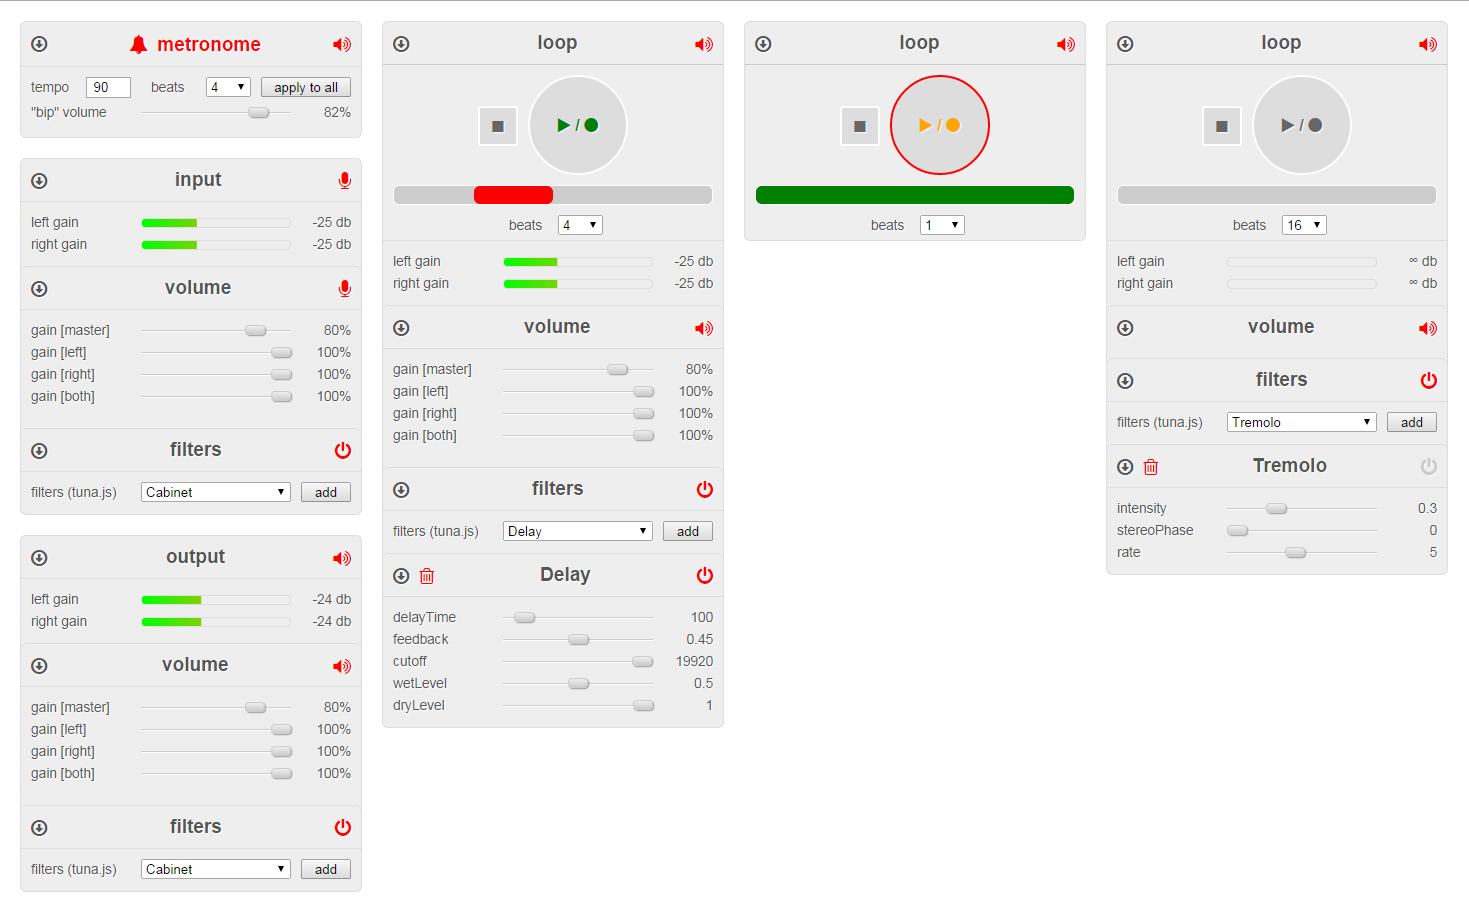 metronome
tempo 90 beats 4 apply to all
"bip" volume 82%
input
left gain -25 db
right gain -25 db
volume
gain [master] 80%
gain [left] 100%
gain [right] 100%
gain [both] 100%
filters
filters (tuna.js) Cabinet add
output
left gain -24 db
right gain -24 db
volume
gain [master] 80%
gain [left] 100%
gain [right] 100%
gain [both] 100%
filters
filters (tuna.js) Cabinet add
loop
/
beats 4
left gain -25 db
right gain -25 db
volume
gain [master] 80%
gain [left] 100%
gain [right] 100%
gain [both] 100%
filters
filters (tuna.js) Delay add
Delay
delayTime 100
feedback 0.45
cutoff 19920
wetLevel 0.5
dryLevel 1
loop
/
beats 1
loop
/
beats 16
left gain ∞ db
right gain ∞ db
volume
filters
filters (tuna.js) Tremolo add
Tremolo
intensity 0.3
stereoPhase 0
rate 5